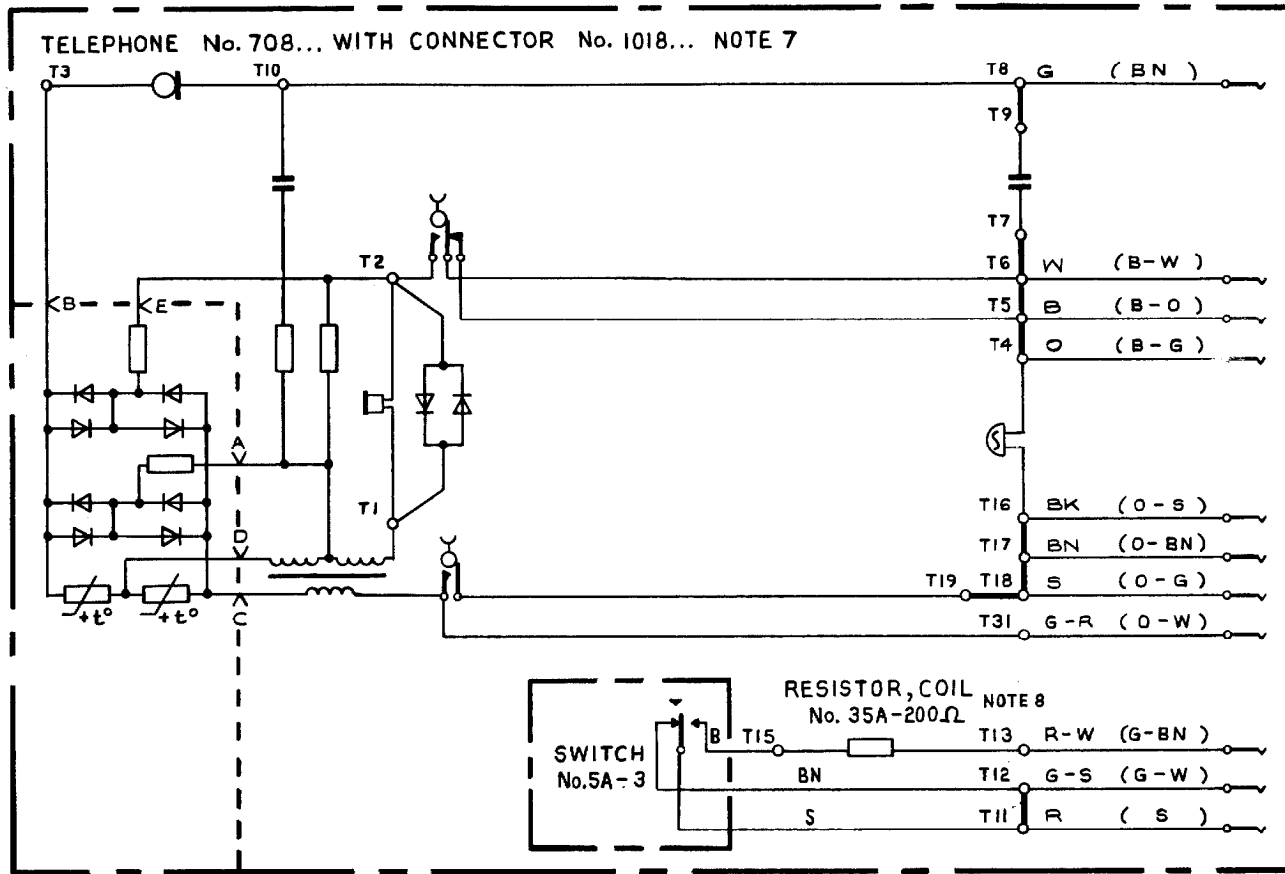 TELEPHONE No. 708... WITH CONNECTOR No. 1018... NOTE 7
T3
T10
T8 G (BN)
T9
T7
T2
T6 W (B-W)
B
E
T5 B (B-O)
T4 O (B-G)
A
T1
T16 BK (O-S)
D
T17 BN (O-BN)
T19 T18 S (O-G)
+t° +t°
C
T31 G-R (O-W)
RESISTOR, COIL NOTE 8
No. 35A-200Ω
B T15 T13 R-W (G-BN)
SWITCH
No.5A-3
BN T12 G-S (G-W)
S T11 R (S)